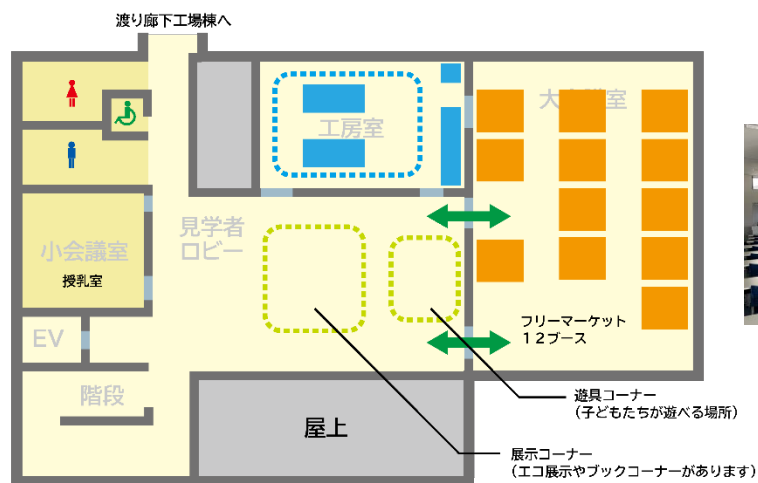 渡り廊下工場棟へ
工房室
大会議室
見学者
ロビー
小会議室
授乳室
EV
階段
フリーマーケット
１２ブース
遊具コーナー
（子どもたちが遊べる場所）
屋上
展示コーナー
（エコ展示やブックコーナーがあります）